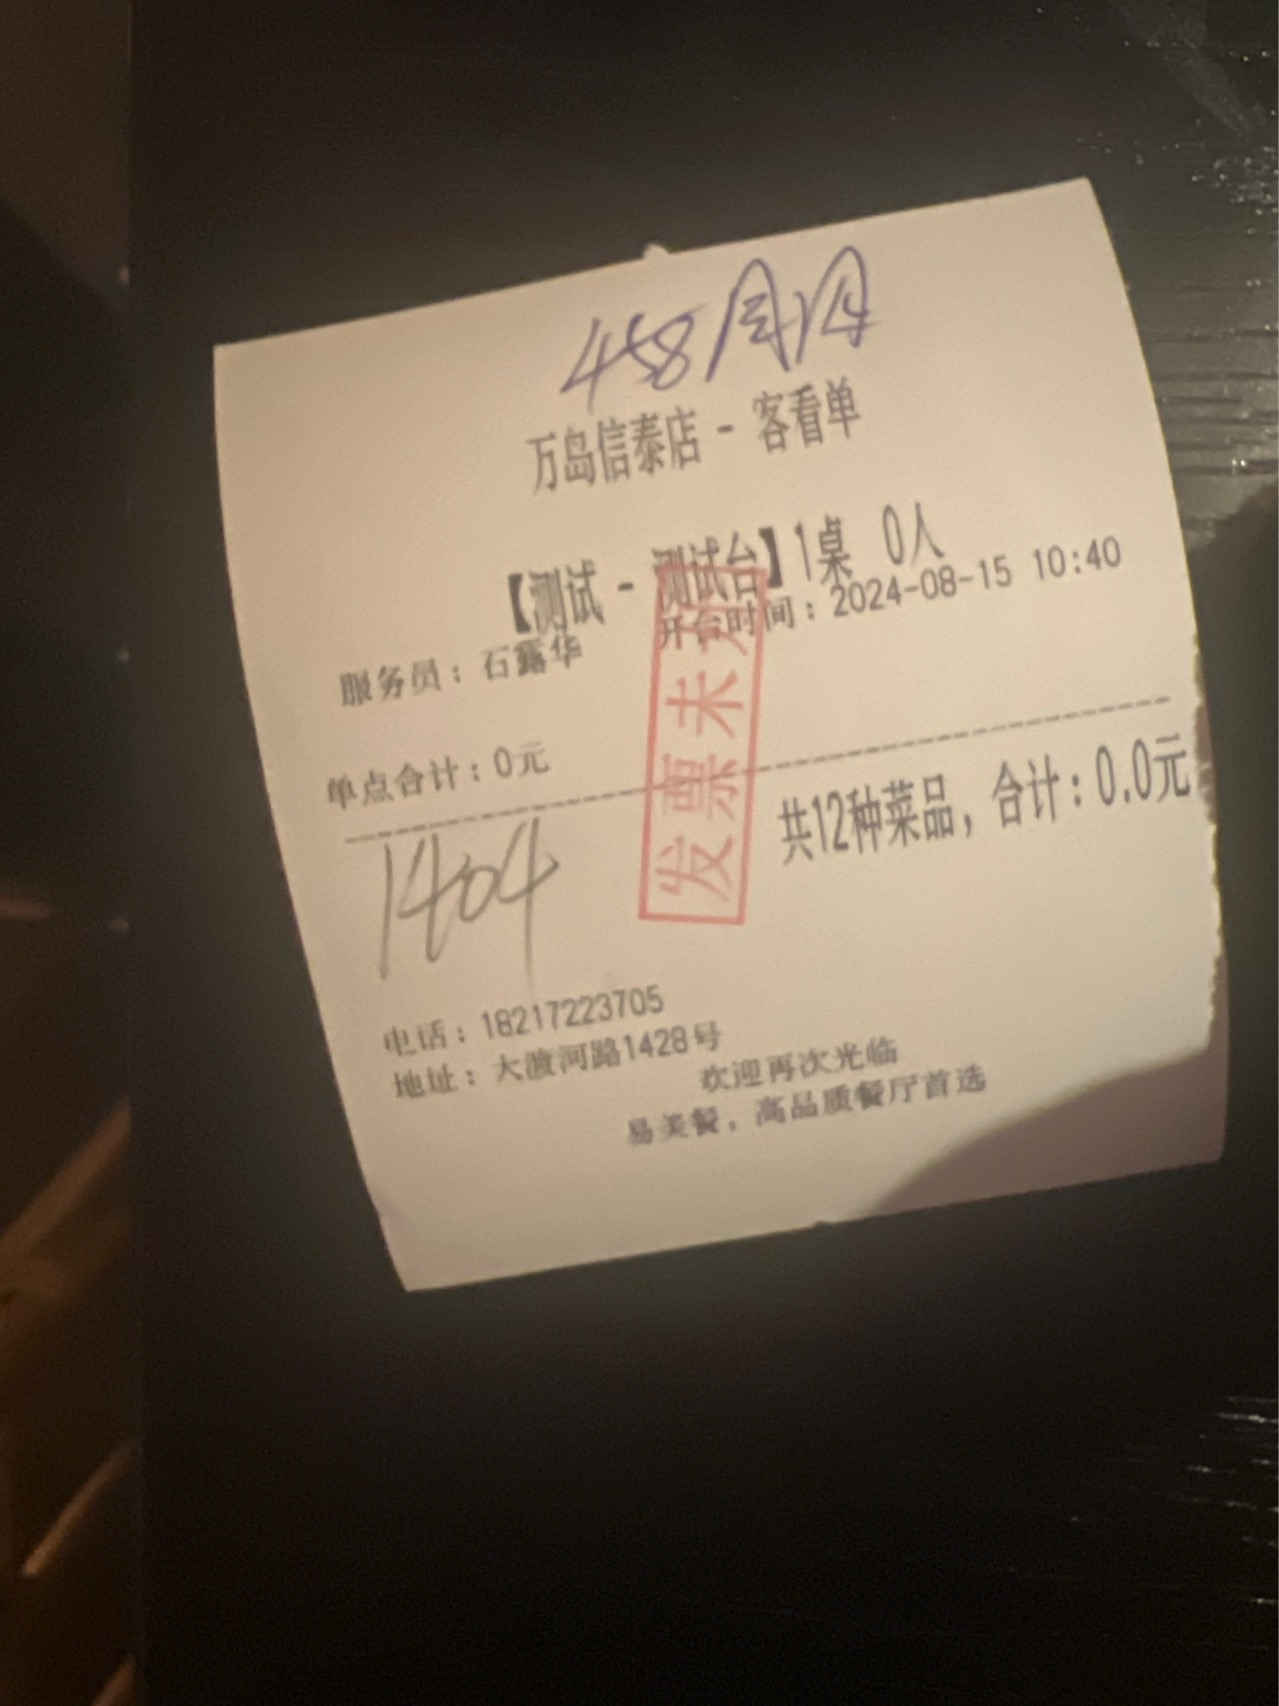 458
万岛信泰店 - 客看单
【测试 - 测试台】1桌 0人
服务员：石露华 开台时间：2024-08-15 10:40
单点合计：0元
共12种菜品，合计：0.0元
1404
发票未开
电话：18217223705
地址：大渡河路1428号
欢迎再次光临
易美餐，高品质餐厅首选